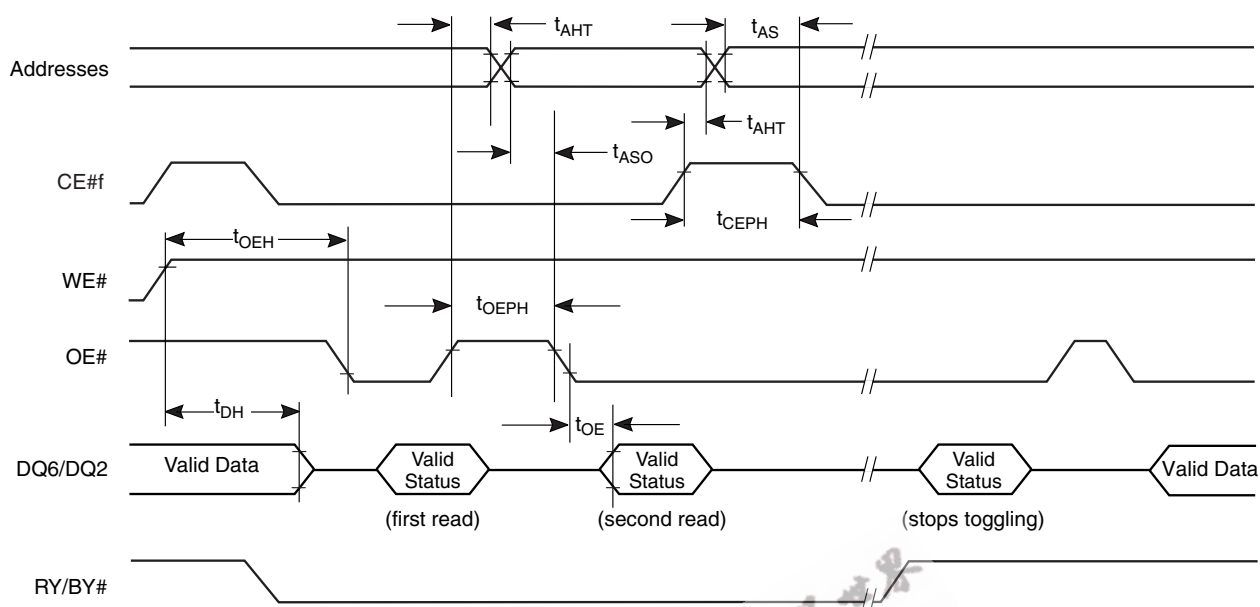 tAHT
tAS
Addresses
tAHT
tASO
CE#f
tCEPH
tOEH
WE#
tOEPH
OE#
tDH
tOE
DQ6/DQ2
Valid Data
Valid
Status
Valid
Status
Valid
Status
Valid Data
(first read)
(second read)
(stops toggling)
RY/BY#